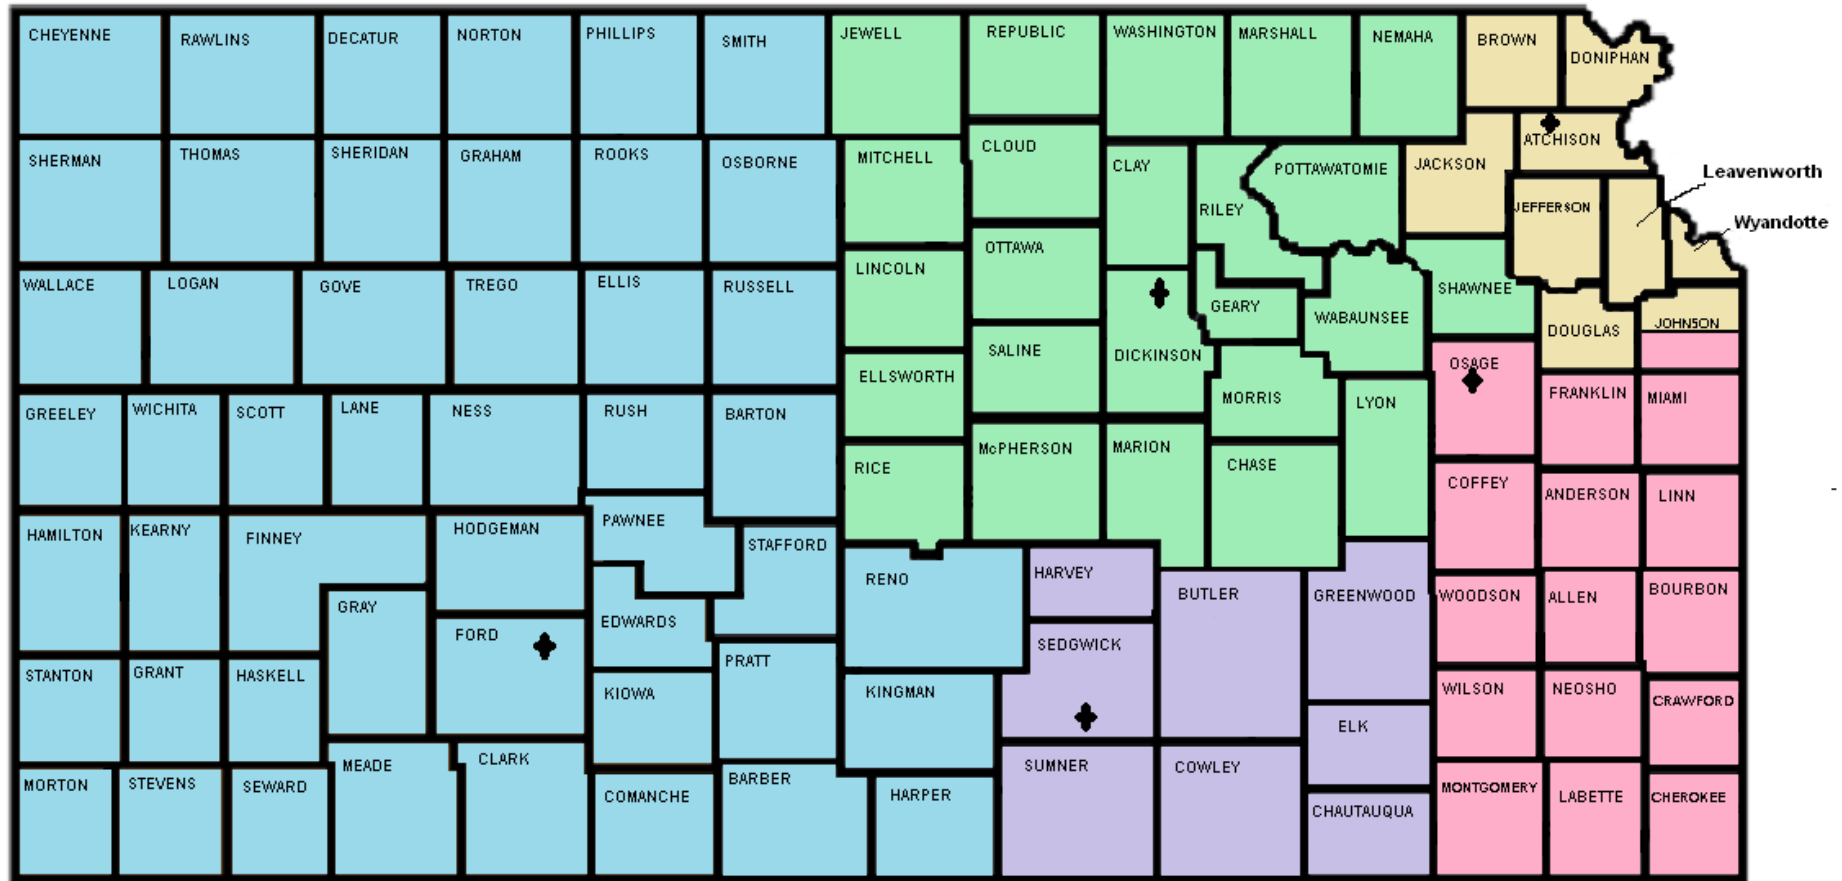 CHEYENNE
RAWLINS
DECATUR
NORTON
PHILLIPS
SMITH
JEWELL
REPUBLIC
WASHINGTON
MARSHALL
NEMAHA
BROWN
DONIPHAN
SHERMAN
THOMAS
SHERIDAN
GRAHAM
ROOKS
OSBORNE
MITCHELL
CLOUD
CLAY
RILEY
POTTAWATOMIE
JACKSON
ATCHISON
Leavenworth
JEFFERSON
Wyandotte
WALLACE
LOGAN
GOVE
TREGO
ELLIS
RUSSELL
LINCOLN
OTTAWA
GEARY
WABAUNSEE
SHAWNEE
DOUGLAS
JOHNSON
SALINE
DICKINSON
ELLSWORTH
MORRIS
LYON
OSAGE
FRANKLIN
MIAMI
GREELEY
WICHITA
SCOTT
LANE
NESS
RUSH
BARTON
RICE
McPHERSON
MARION
CHASE
COFFEY
ANDERSON
LINN
HAMILTON
KEARNY
FINNEY
HODGEMAN
PAWNEE
STAFFORD
RENO
HARVEY
BUTLER
GREENWOOD
WOODSON
ALLEN
BOURBON
GRAY
FORD
EDWARDS
PRATT
SEDGWICK
STANTON
GRANT
HASKELL
KIOWA
KINGMAN
ELK
WILSON
NEOSHO
CRAWFORD
MORTON
STEVENS
SEWARD
MEADE
CLARK
COMANCHE
BARBER
HARPER
SUMNER
COWLEY
CHAUTAUQUA
MONTGOMERY
LABETTE
CHEROKEE